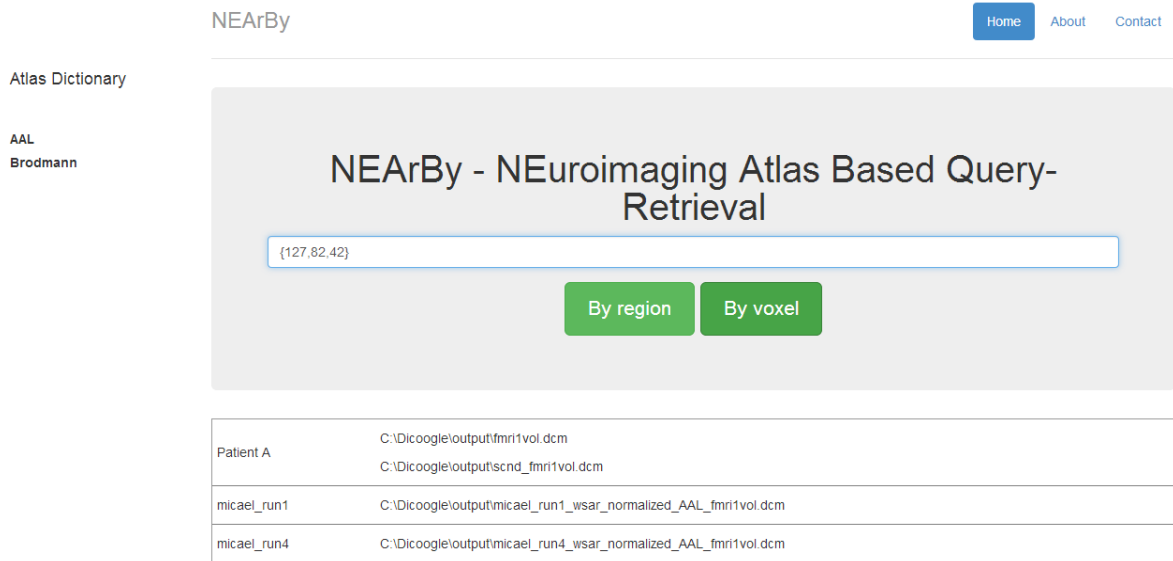 NEArBy
Home About Contact
Atlas Dictionary
AAL
Brodmann
NEArBy - NEuroimaging Atlas Based Query-
Retrieval
{127,82,42}
By region By voxel
Patient A
C:\Dicoogle\output\fmri1vol.dcm
C:\Dicoogle\output\scnd_fmri1vol.dcm
micael_run1 C:\Dicoogle\output\micael_run1_wsar_normalized_AAL_fmri1vol.dcm
micael_run4 C:\Dicoogle\output\micael_run4_wsar_normalized_AAL_fmri1vol.dcm